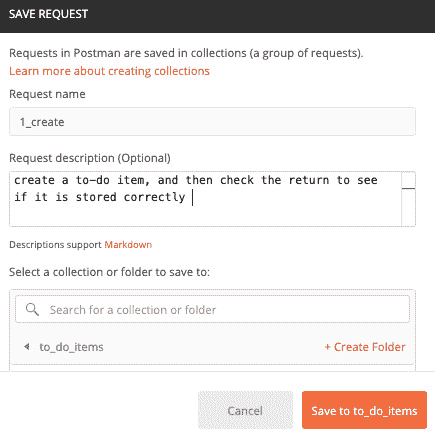 SAVE REQUEST
Requests in Postman are saved in collections (a group of requests).
Learn more about creating collections
Request name
1_create
Request description (Optional)
create a to-do item, and then check the return to see
if it is stored correctly
Descriptions support Markdown
Select a collection or folder to save to:
Search for a collection or folder
to_do_items + Create Folder
Cancel Save to to_do_items